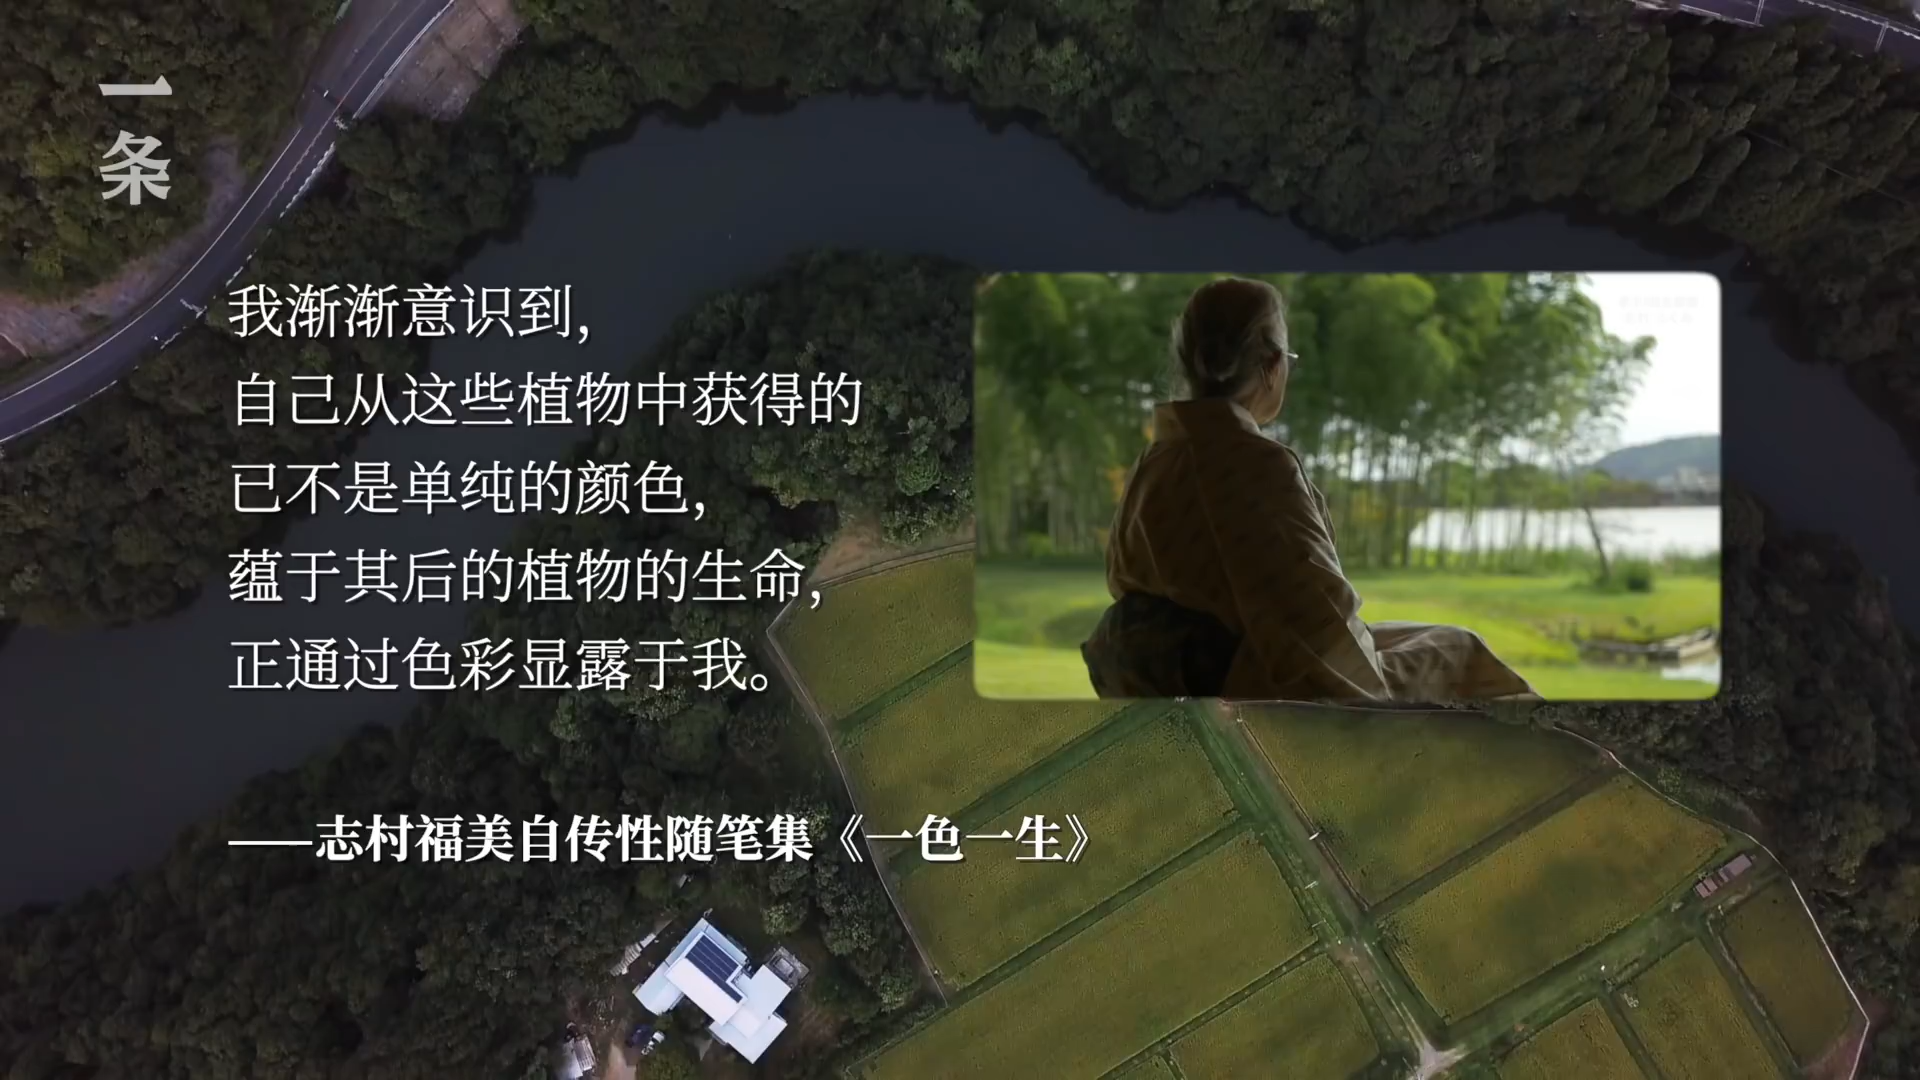 一条
我渐渐意识到，
自己从这些植物中获得的
已不是单纯的颜色，
蕴于其后的植物的生命，
正通过色彩显露于我。
——志村福美自传性随笔集《一色一生》